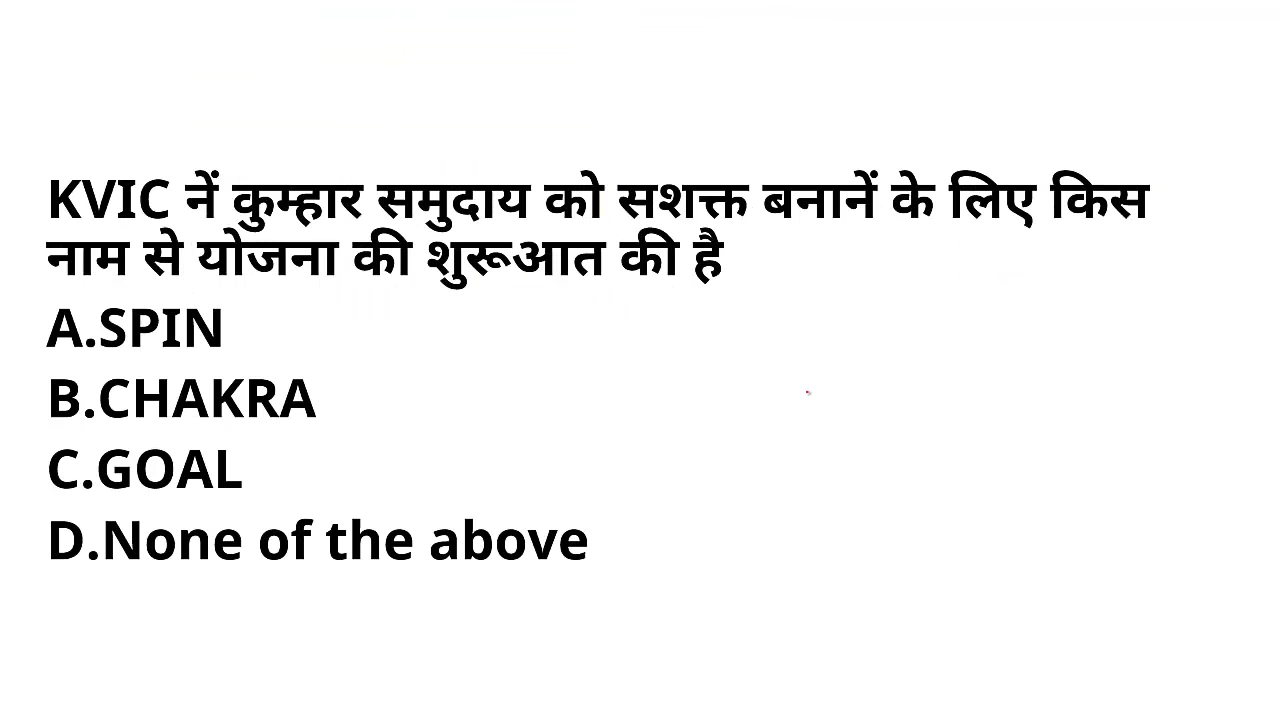 KVIC नें कुम्हार समुदाय को सशक्त बनानें के लिए किस
नाम से योजना की शुरूआत की है
A.SPIN
B.CHAKRA
C.GOAL
D.None of the above